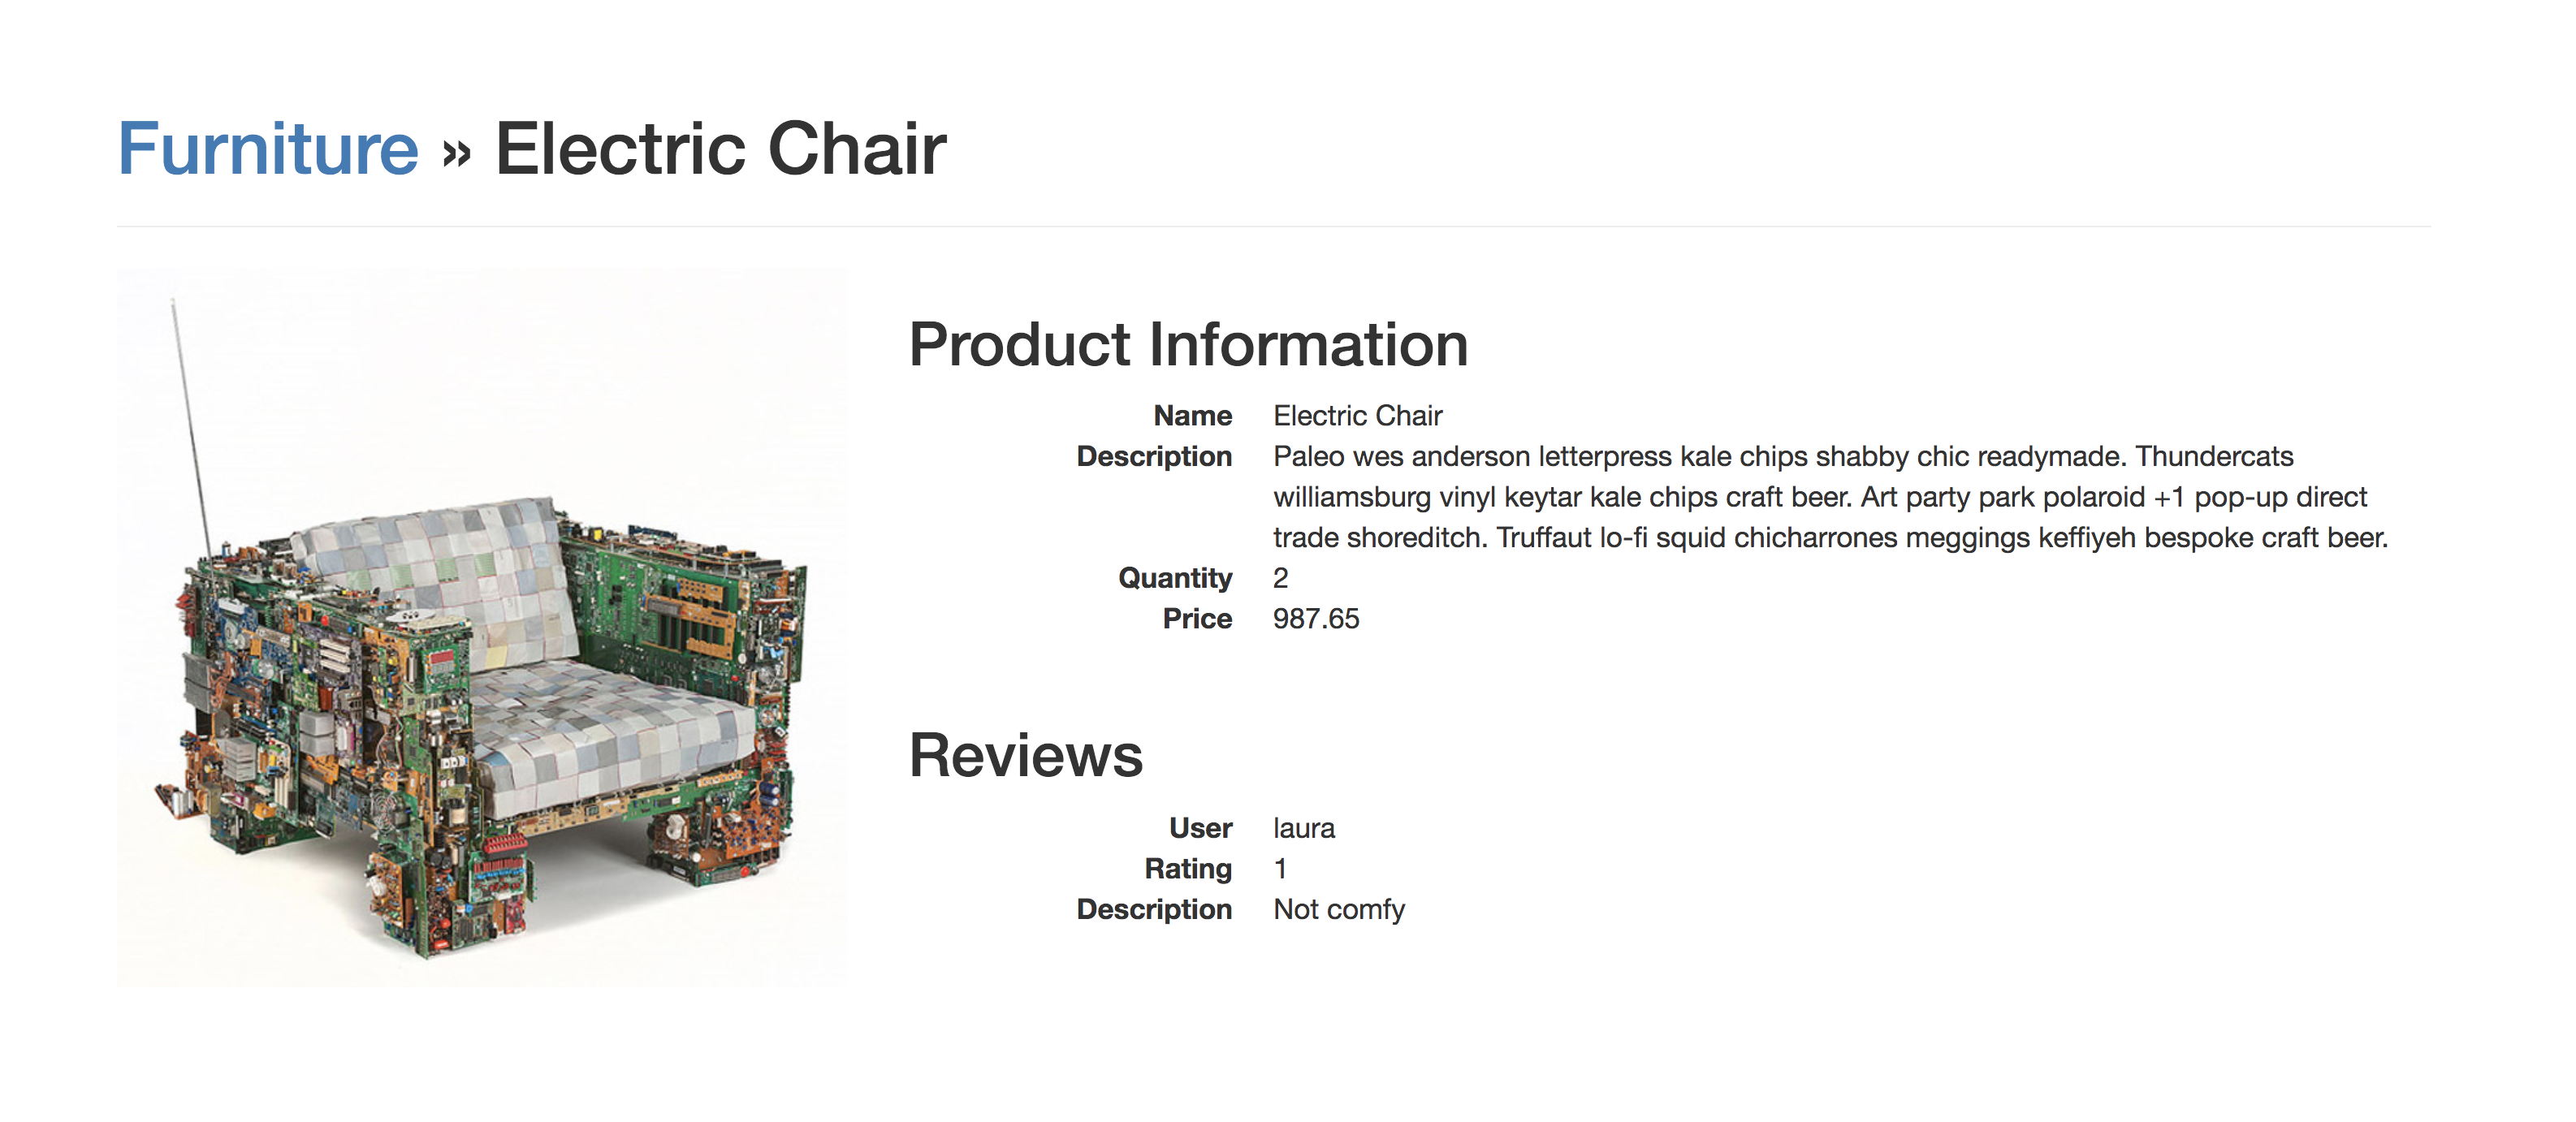 Furniture » Electric Chair
Product Information
Name Electric Chair
Description Paleo wes anderson letterpress kale chips shabby chic readymade. Thundercats
williamsburg vinyl keytar kale chips craft beer. Art party park polaroid +1 pop-up direct
trade shoreditch. Truffaut lo-fi squid chicharrones meggings keffiyeh bespoke craft beer.
Quantity 2
Price 987.65
Reviews
User laura
Rating 1
Description Not comfy